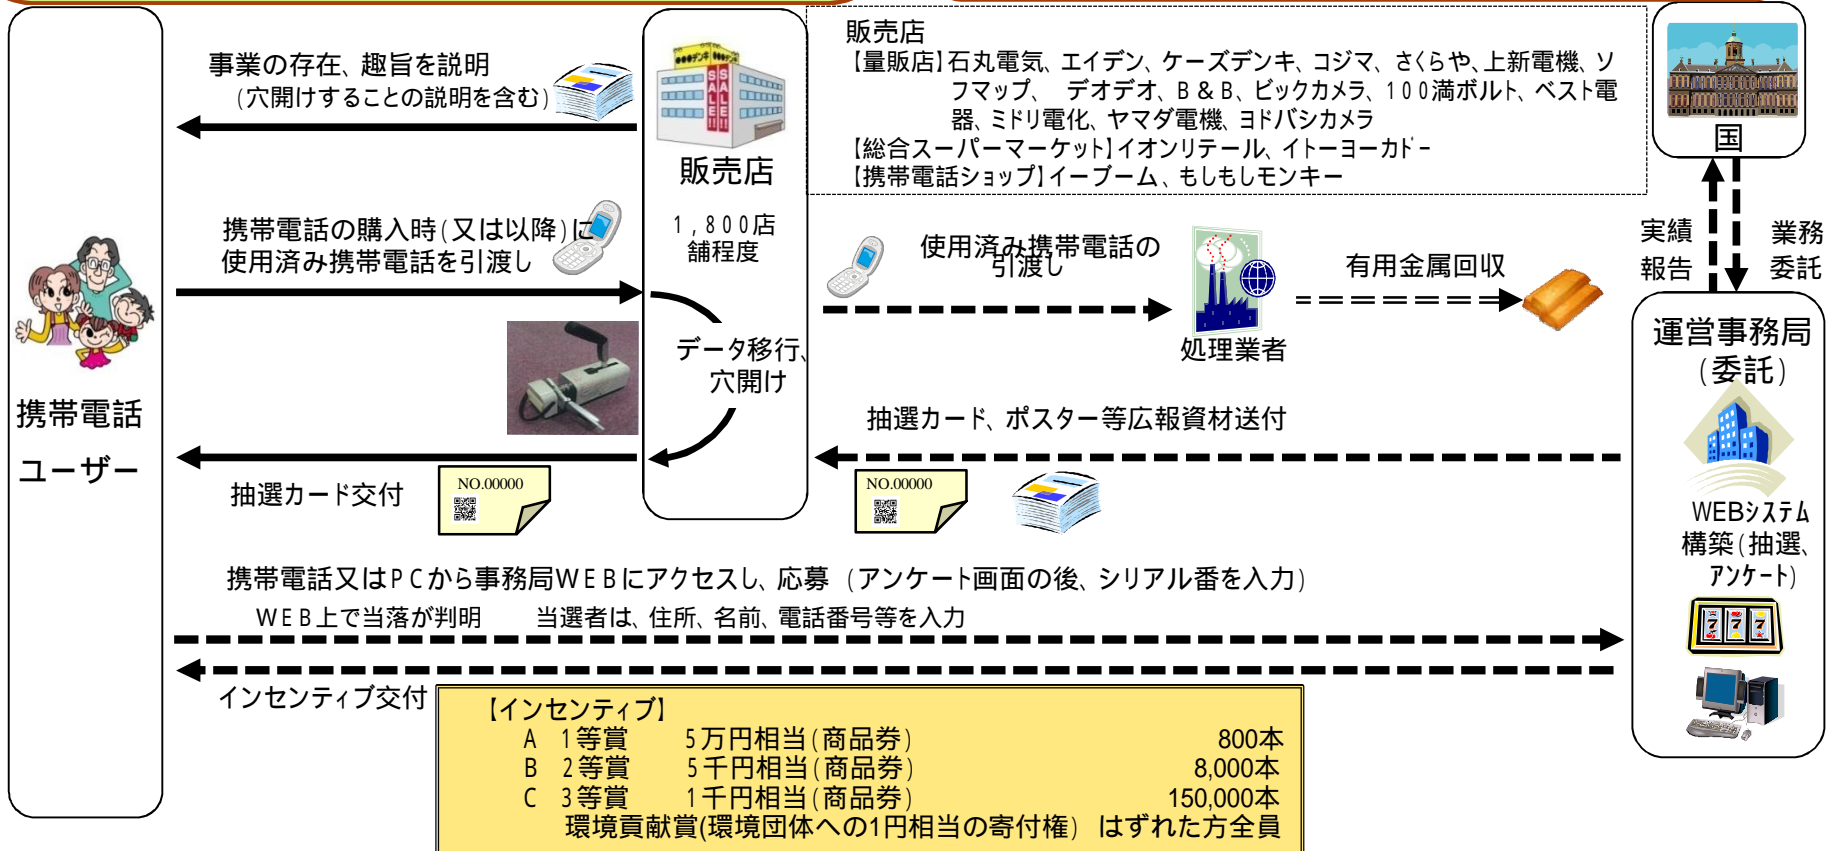 事業の存在、趣旨を説明
(穴開けすることの説明を含む)
販売店
1,800店
舗程度
販売店
【量販店】石丸電気、エイデン、ケーズデンキ、コジマ、さくらや、上新電機、ソ
フマップ、 デオデオ、B&B、ビックカメラ、100満ボルト、ベスト電
器、ミドリ電化、ヤマダ電機、ヨドバシカメラ
【総合スーパーマーケット】イオンリテール、イトーヨーカドー
【携帯電話ショップ】イーブーム、もしもしモンキー
国
実績
報告
業務
委託
携帯電話の購入時(又は以降)に
使用済み携帯電話を引渡し
使用済み携帯電話の
引渡し
処理業者
有用金属回収
データ移行、
穴開け
携帯電話
ユーザー
運営事務局
(委託)
WEBシステム
構築(抽選、
アンケート)
抽選カード、ポスター等広報資材送付
抽選カード交付
NO.00000
NO.00000
携帯電話又はPCから事務局WEBにアクセスし、応募 (アンケート画面の後、シリアル番を入力)
WEB上で当落が判明 当選者は、住所、名前、電話番号等を入力
インセンティブ交付
【インセンティブ】
A 1等賞 5万円相当(商品券) 800本
B 2等賞 5千円相当(商品券) 8,000本
C 3等賞 1千円相当(商品券) 150,000本
環境貢献賞(環境団体への1円相当の寄付権) はずれた方全員
SALE!!
SALE!!
7 7 7